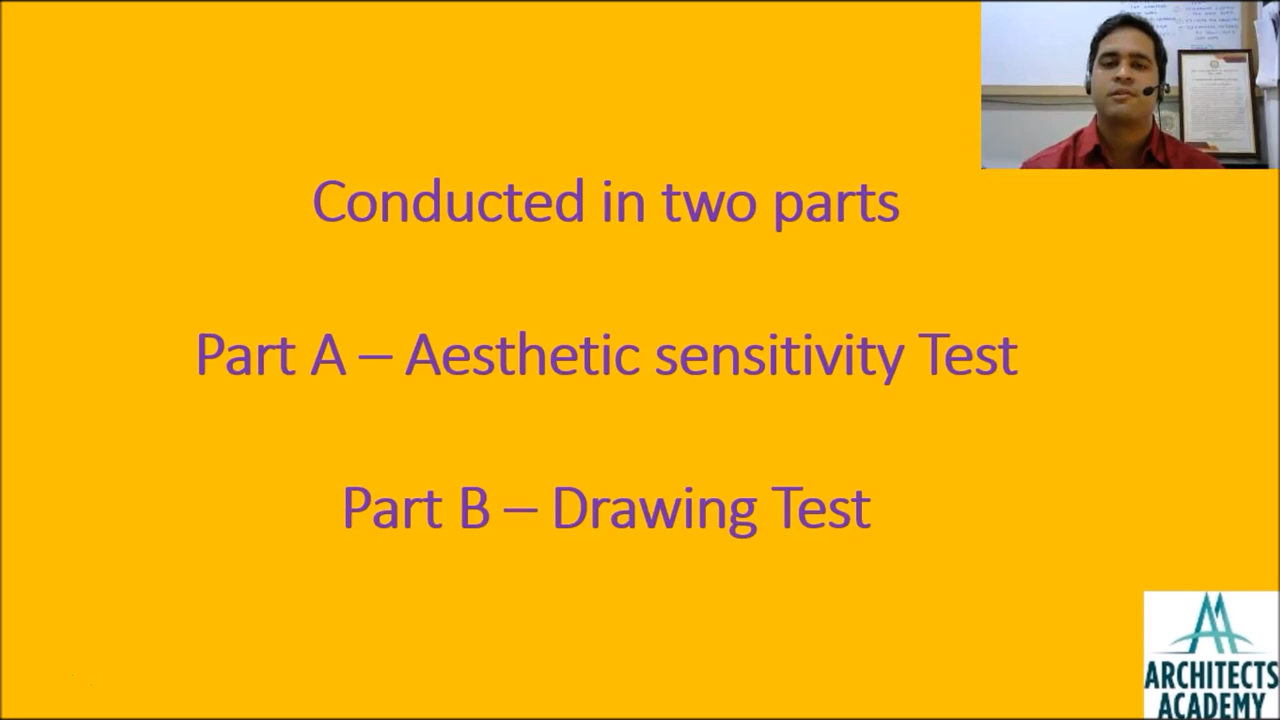 Conducted in two parts
Part A – Aesthetic sensitivity Test
Part B – Drawing Test
ARCHITECTS
ACADEMY